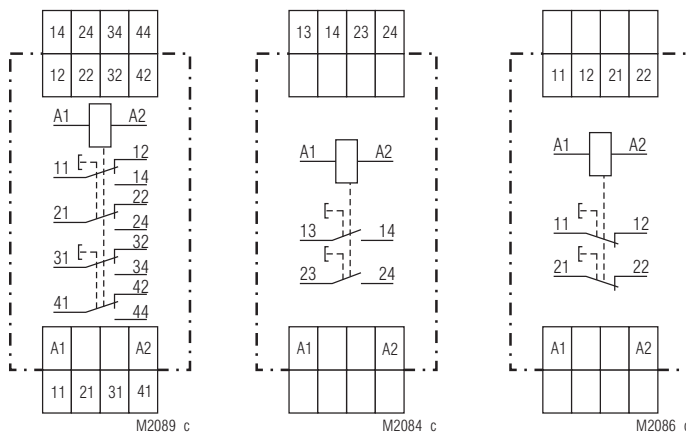 14 24 34 44
12 22 32 42
A1 A2
11 12
14
21 22
24
31 32
34
41 42
44
A1 A2
11 21 31 41
M2089 c
13 14 23 24
A1 A2
13 14
23 24
A1 A2
M2084 c
11 12 21 22
A1 A2
11 12
21 22
A1 A2
M2086 c